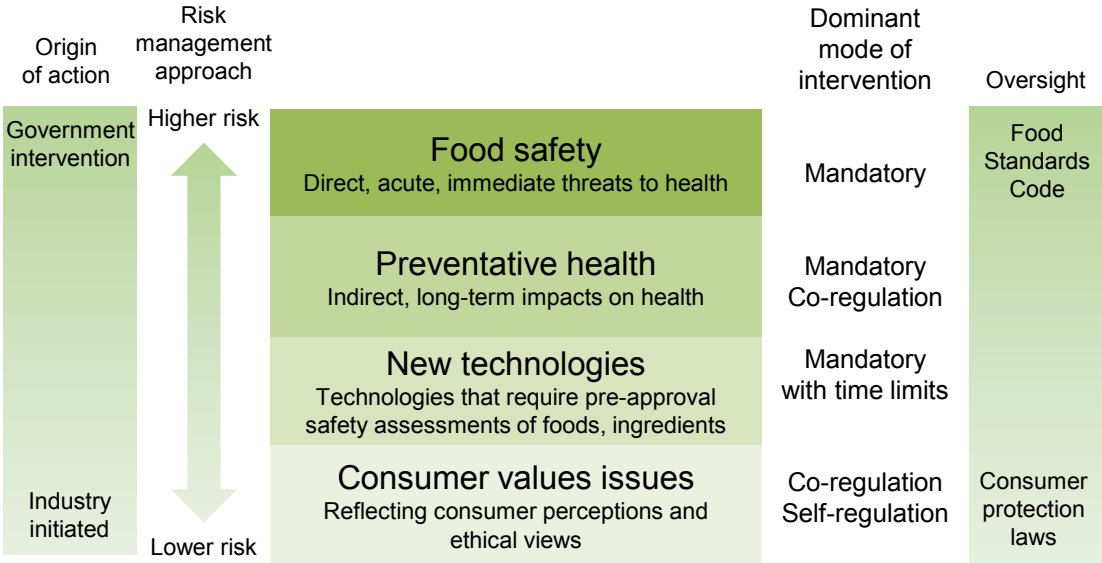 Origin
of action
Risk
management
approach
Dominant
mode of
intervention
Oversight
Government
intervention
Higher risk
Food safety
Direct, acute, immediate threats to health
Mandatory
Food
Standards
Code
Preventative health
Indirect, long-term impacts on health
Mandatory
Co-regulation
New technologies
Technologies that require pre-approval
safety assessments of foods, ingredients
Mandatory
with time limits
Industry
initiated
Lower risk
Consumer values issues
Reflecting consumer perceptions and
ethical views
Co-regulation
Self-regulation
Consumer
protection
laws